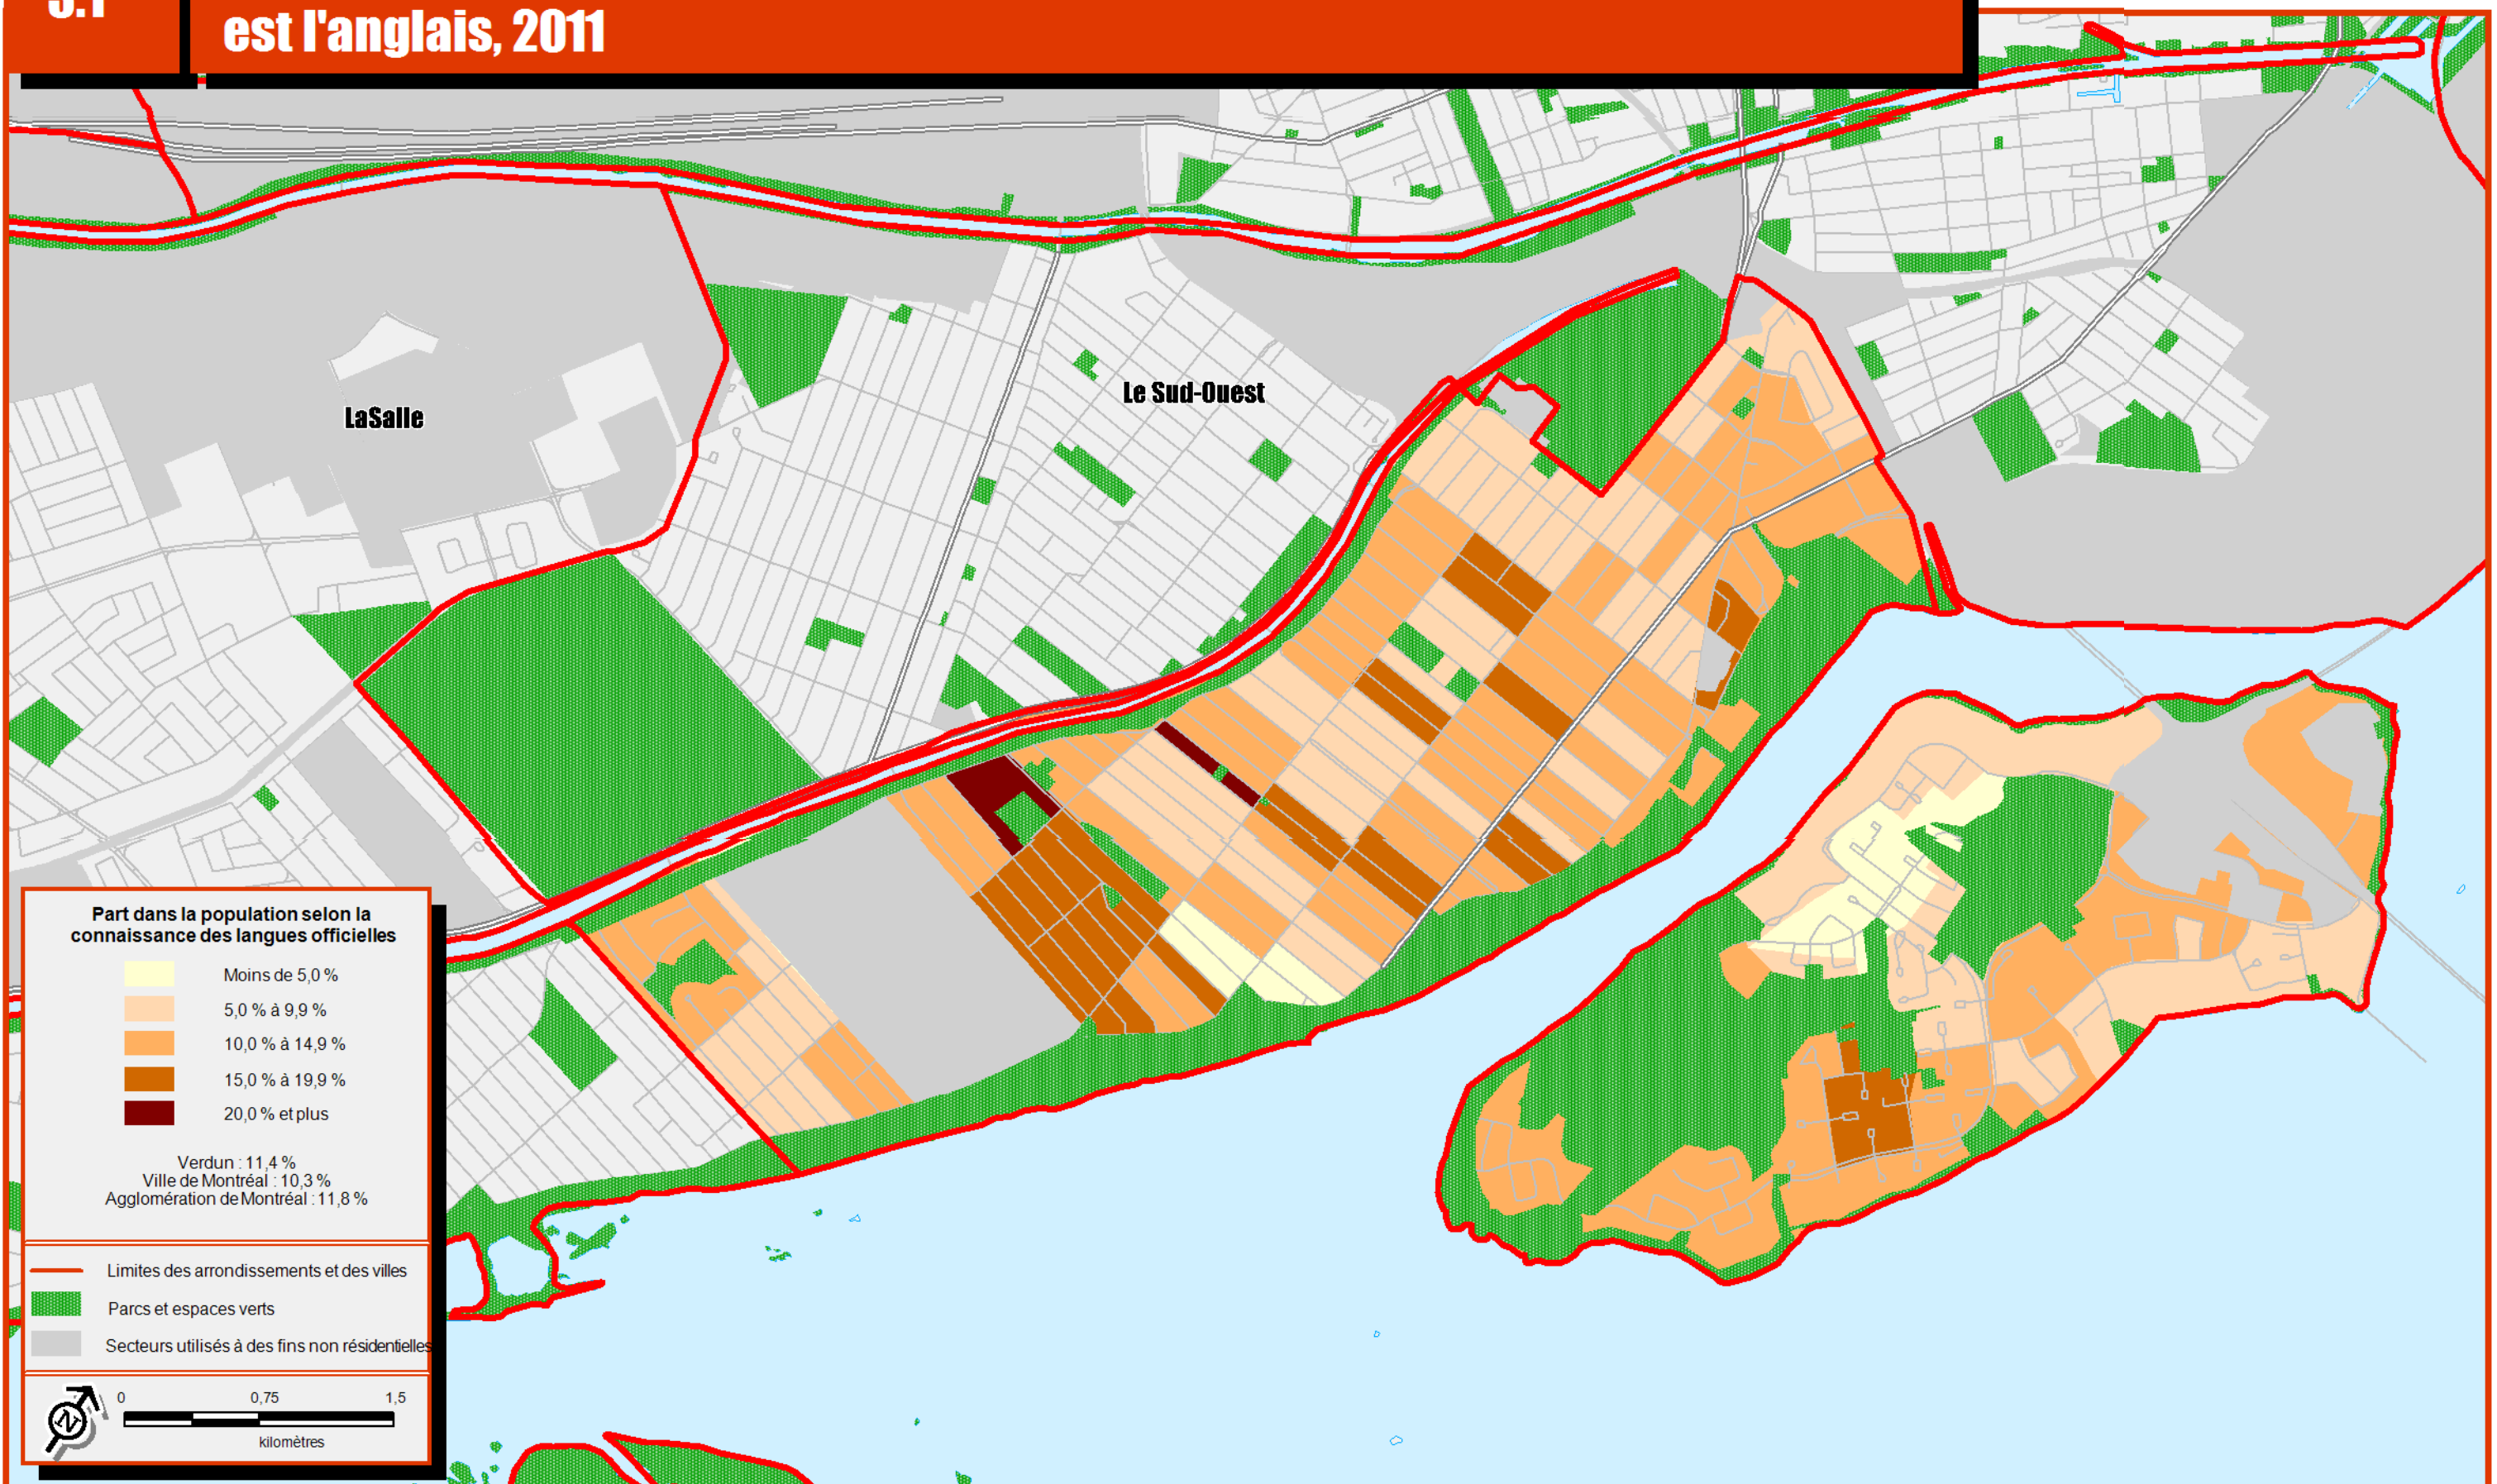 est l'anglais, 2011
LaSalle
Le Sud-Ouest
Part dans la population selon la
connaissance des langues officielles
Moins de 5,0 %
5,0 % à 9,9 %
10,0 % à 14,9 %
15,0 % à 19,9 %
20,0 % et plus
Verdun : 11,4 %
Ville de Montréal : 10,3 %
Agglomération de Montréal : 11,8 %
Limites des arrondissements et des villes
Parcs et espaces verts
Secteurs utilisés à des fins non résidentielles
N
0 0,75 1,5
kilomètres